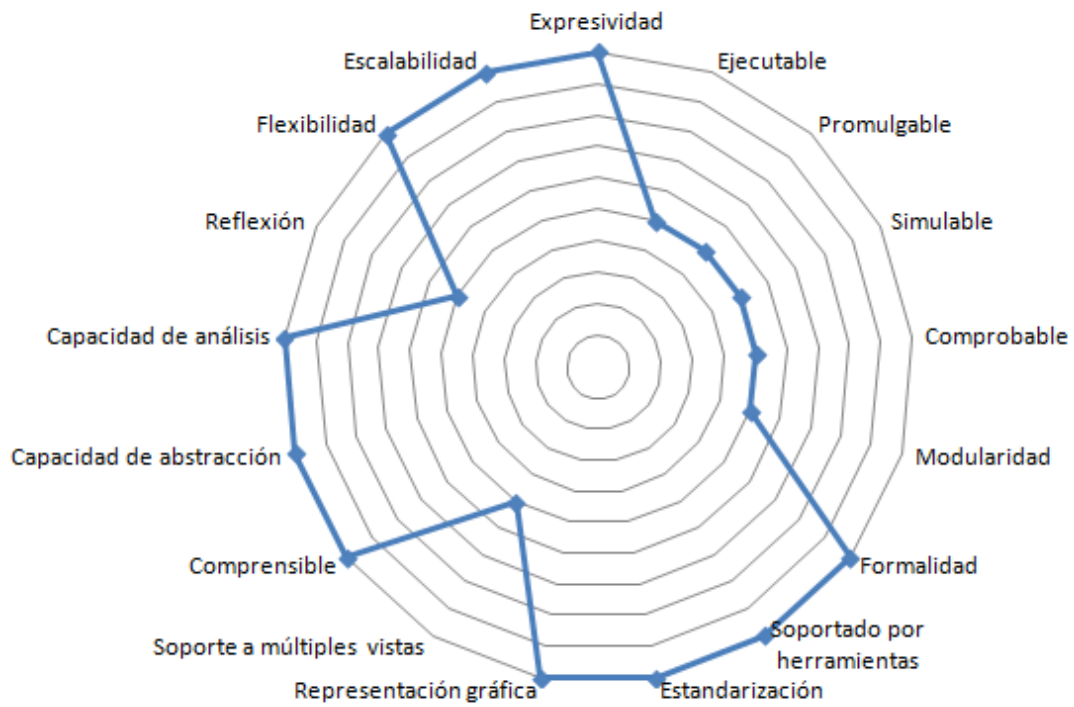 Expresividad
Ejecutable
Promulgable
Simulable
Comprobable
Modularidad
Formalidad
Soportado por
herramientas
Estandarización
Representación gráfica
Soporte a múltiples vistas
Comprensible
Capacidad de abstracción
Capacidad de análisis
Reflexión
Flexibilidad
Escalabilidad